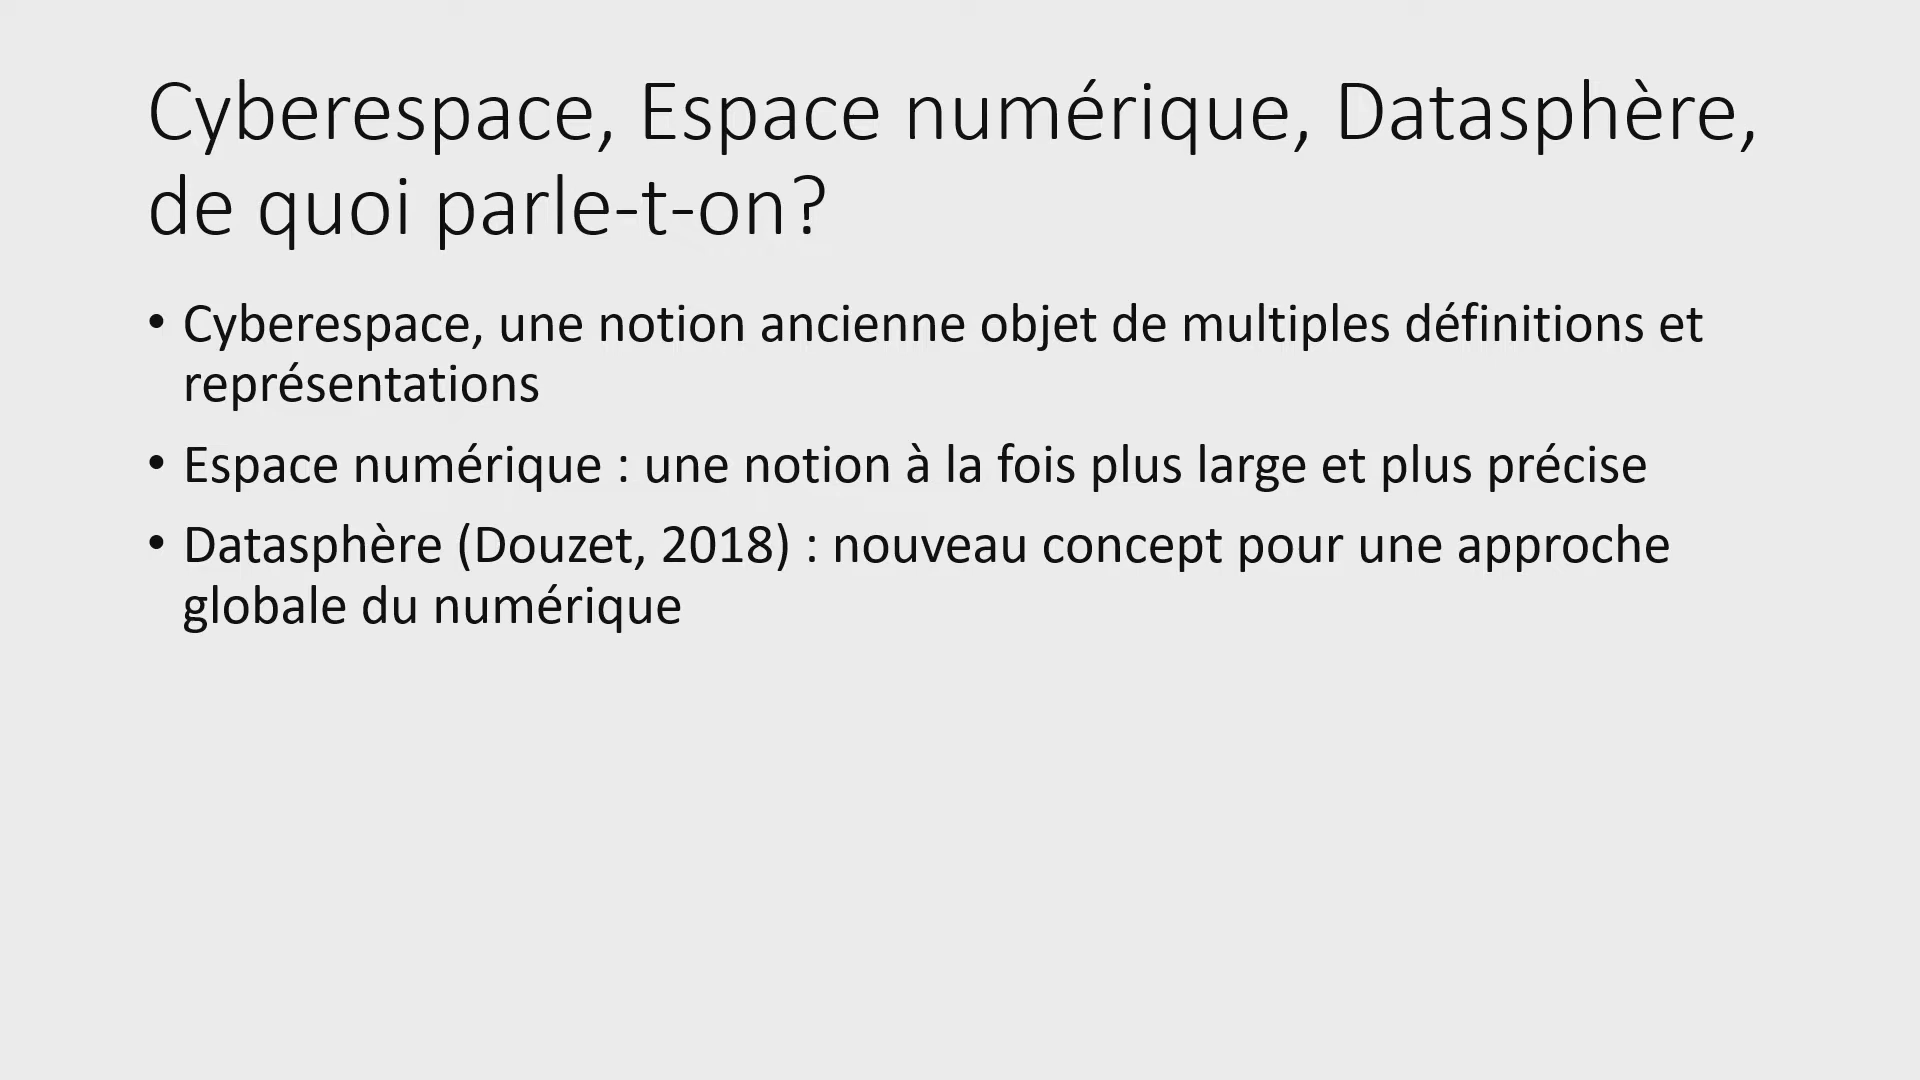 Cyberespace, Espace numérique, Datasphère,
de quoi parle-t-on?
• Cyberespace, une notion ancienne objet de multiples définitions et
représentations
• Espace numérique : une notion à la fois plus large et plus précise
• Datasphère (Douzet, 2018) : nouveau concept pour une approche
globale du numérique